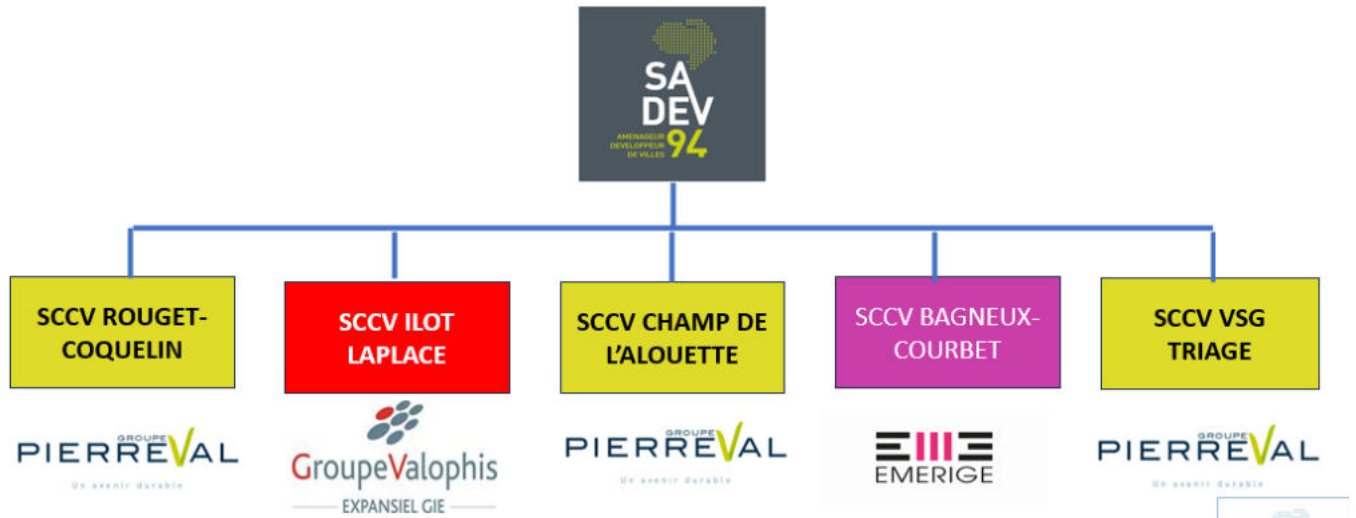 SA
DEV
AMENAGEUR
DEVELOPPEUR
DE VILLES 94
SCCV ROUGET-
COQUELIN
SCCV ILOT
LAPLACE
SCCV CHAMP DE
L'ALOUETTE
SCCV BAGNEUX-
COURBET
SCCV VSG
TRIAGE
GROUPE
PIERREVAL
Un avenir durable
GroupeValophis
EXPANSIEL GIE
GROUPE
PIERREVAL
Un avenir durable
EMERIGE
GROUPE
PIERREVAL
Un avenir durable